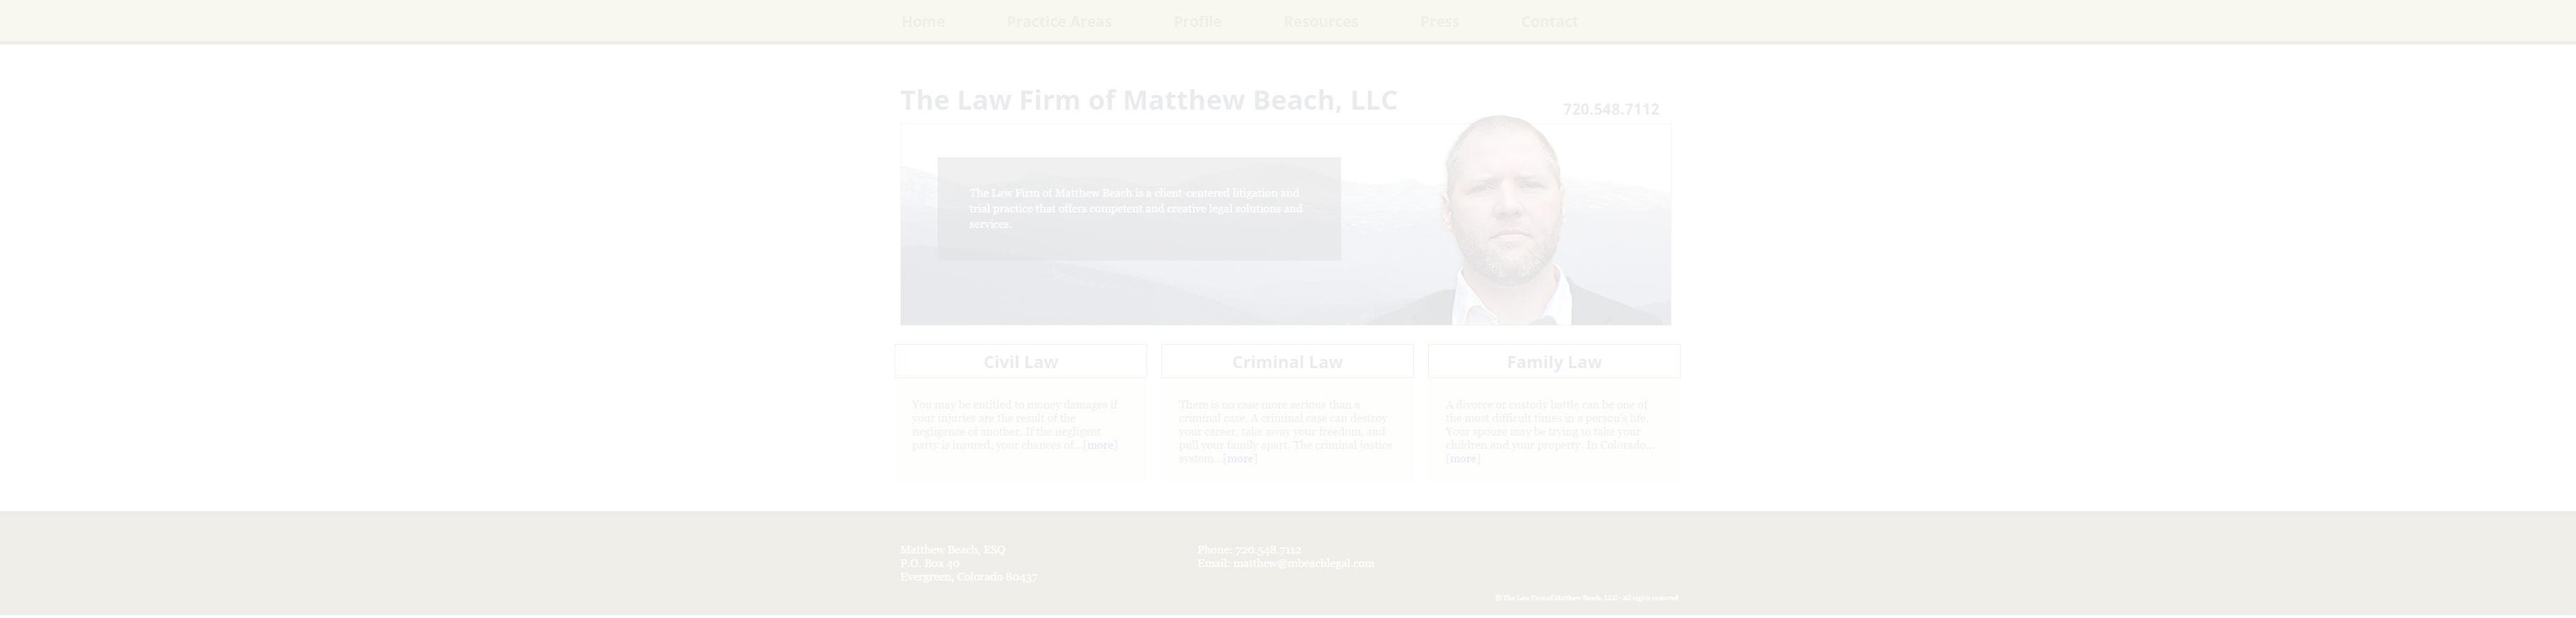 Home Practice Areas Profile Resources Press Contact
The Law Firm of Matthew Beach, LLC
720.548.7112
The Law Firm of Matthew Beach is a client-centered litigation and
trial practice that offers competent and creative legal solutions and
services.
Civil Law
You may be entitled to money damages if
your injuries are the result of the
negligence of another. If the negligent
party is insured, your chances of...[more]
Criminal Law
There is no case more serious than a
criminal case. A criminal case can destroy
your career, take away your freedom, and
pull your family apart. The criminal justice
system...[more]
Family Law
A divorce or custody battle can be one of
the most difficult times in a person's life.
Your spouse may be trying to take your
children and your property. In Colorado...
[more]
Matthew Beach, ESQ
P.O. Box 40
Evergreen, Colorado 80437
Phone: 720.548.7112
Email: matthew@mbeachlegal.com
© The Law Firm of Matthew Beach, LLC - All rights reserved